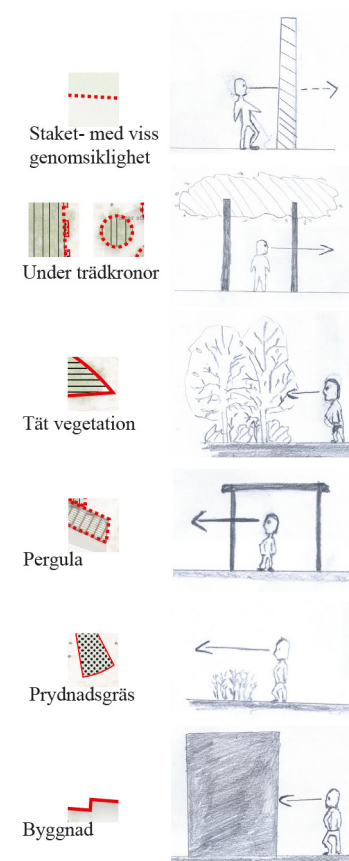 Staket- med viss
genomsiklighet
Under trädkronor
Tät vegetation
Pergula
Prydnadsgräs
Byggnad